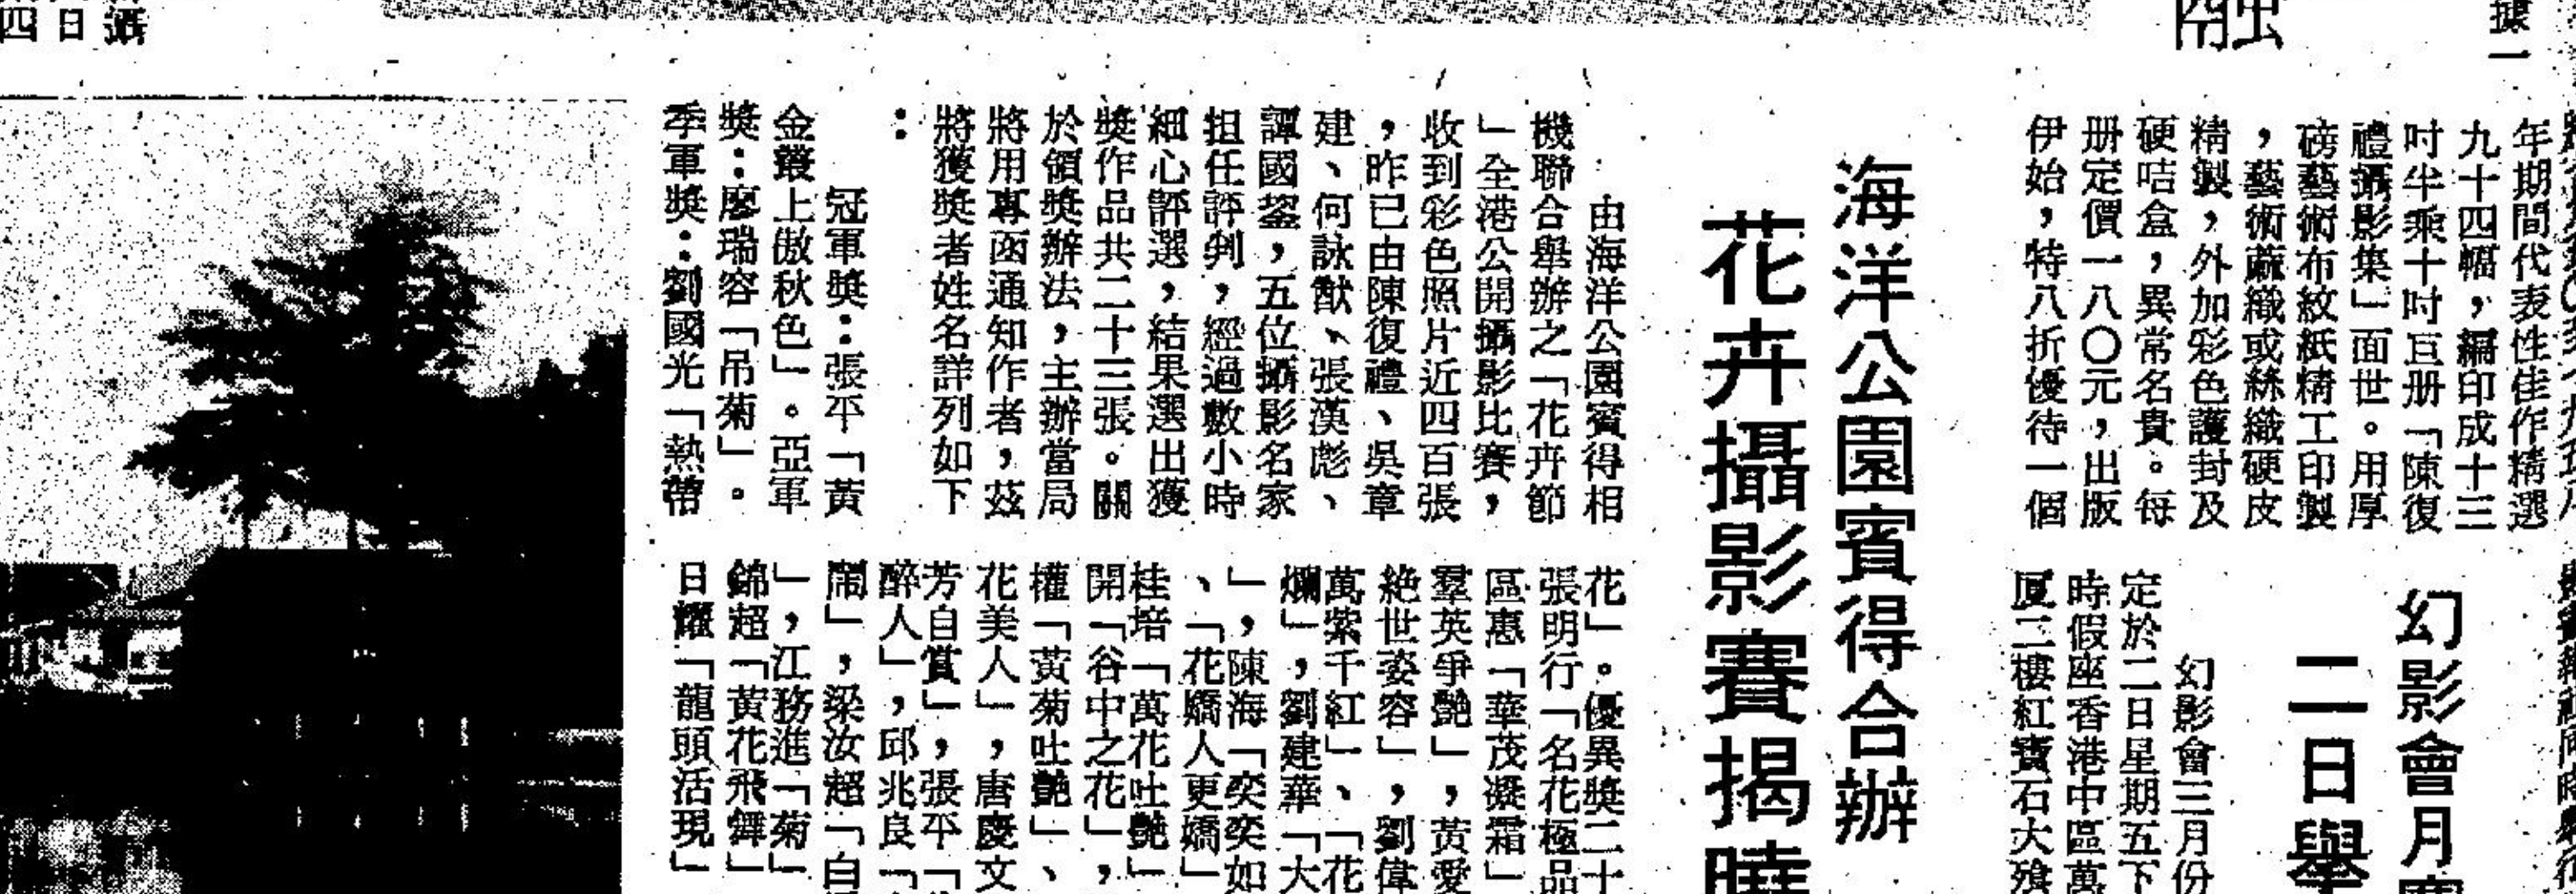 年期間代表性佳作精選
九十四幅，編印成十三
吋半乘十吋巨册「陳復
禮攝影集」面世。用厚
磅藝術布紋紙精工印製
，藝術蔴織或絲織硬皮
精製，外加彩色護封及
硬咭盒，異常名貴。每
册定價一八〇元，出版
伊始，特八折優待一個
幻影會月賽
二日舉
幻影會三月份
定於二日星期五下
時假座香港中區萬
厦二樓紅寶石大飱
海洋公園賓得合辦
花卉攝影賽揭曉
由海洋公園賓得相
機聯合舉辦之「花卉節
」全港公開攝影比賽，
收到彩色照片近四百張
，昨已由陳復禮、吳章
建、何詠猷、張漢彪、
譚國鋆，五位攝影名家
担任評判，經過數小時
細心評選，結果選出獲
獎作品共二十三張。關
於領獎辦法，主辦當局
將用專函通知作者，茲
將獲獎者姓名詳列如下
：
冠軍獎：張平「黃
金叢上傲秋色」。亞軍
獎：廖瑞容「吊菊」。
季軍獎：劉國光「熱帶
花」。優異獎二十
張明行「名花極品
區惠「華茂凝霜」
羣英爭艷」，黃愛
絶世姿容」，劉偉
萬紫千紅」、「花
爛」，劉建華「大
」，陳海「奕奕如
、「花嬌人更嬌」
桂培「萬花吐艷」
開「谷中之花」，
權「黃菊吐艷」、
花美人」，唐慶文
芳自賞」，張平「
醉人」，邱兆良「
鬧」，梁汝超「自
」，江務進「菊」
錦超「黃花飛舞」
日耀「龍頭活現」
融
據一
攝
日
四